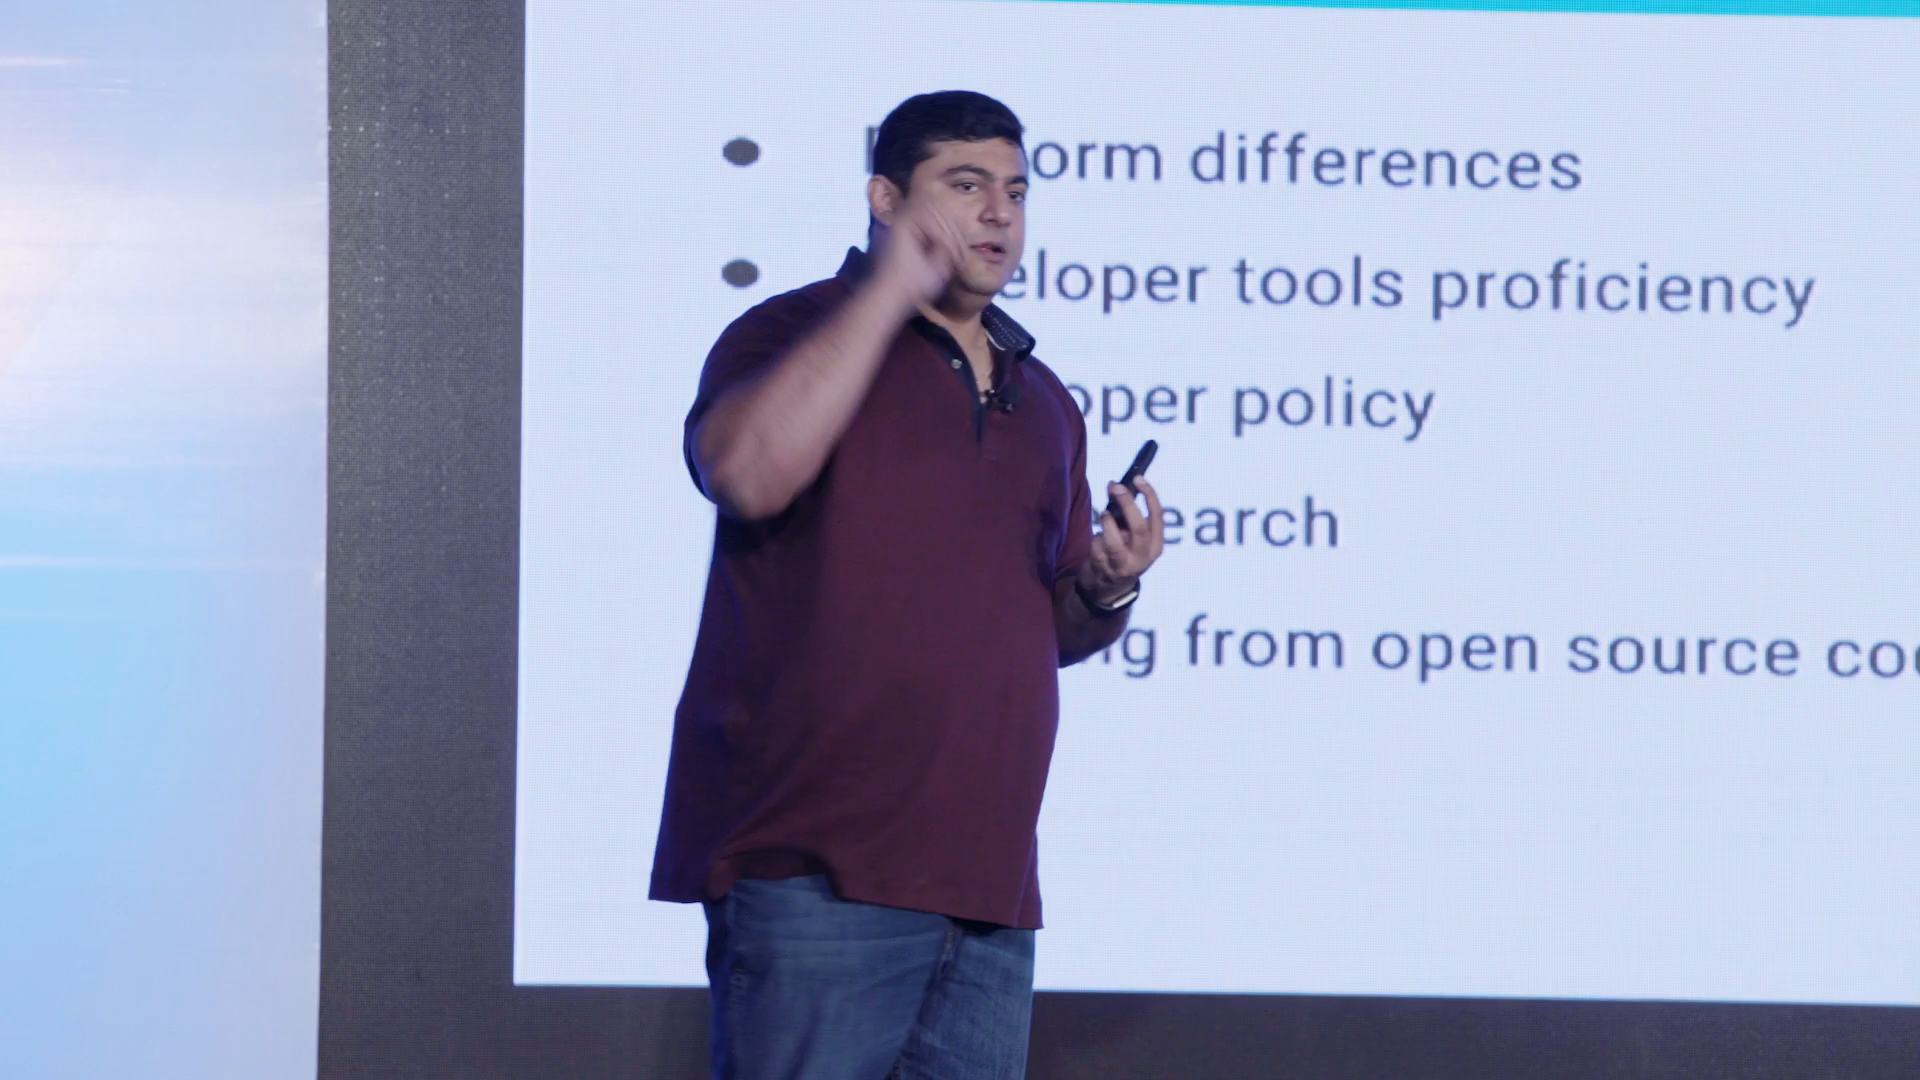 orm differences
eloper tools proficiency
oper policy
earch
g from open source co